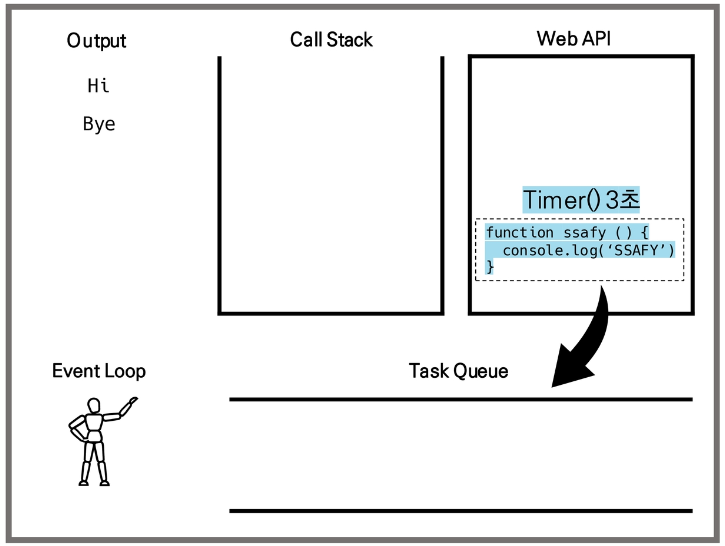 Output
Call Stack
Web API
Hi
Bye
Timer() 3초
function ssafy () {
console.log(‘SSAFY’)
}
Event Loop
Task Queue